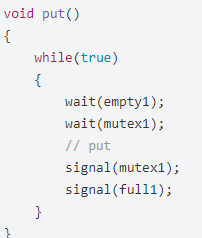 void put()
{
    while(true)
    {
        wait(empty1);
        wait(mutex1);
        // put
        signal(mutex1);
        signal(full1);
    }
}